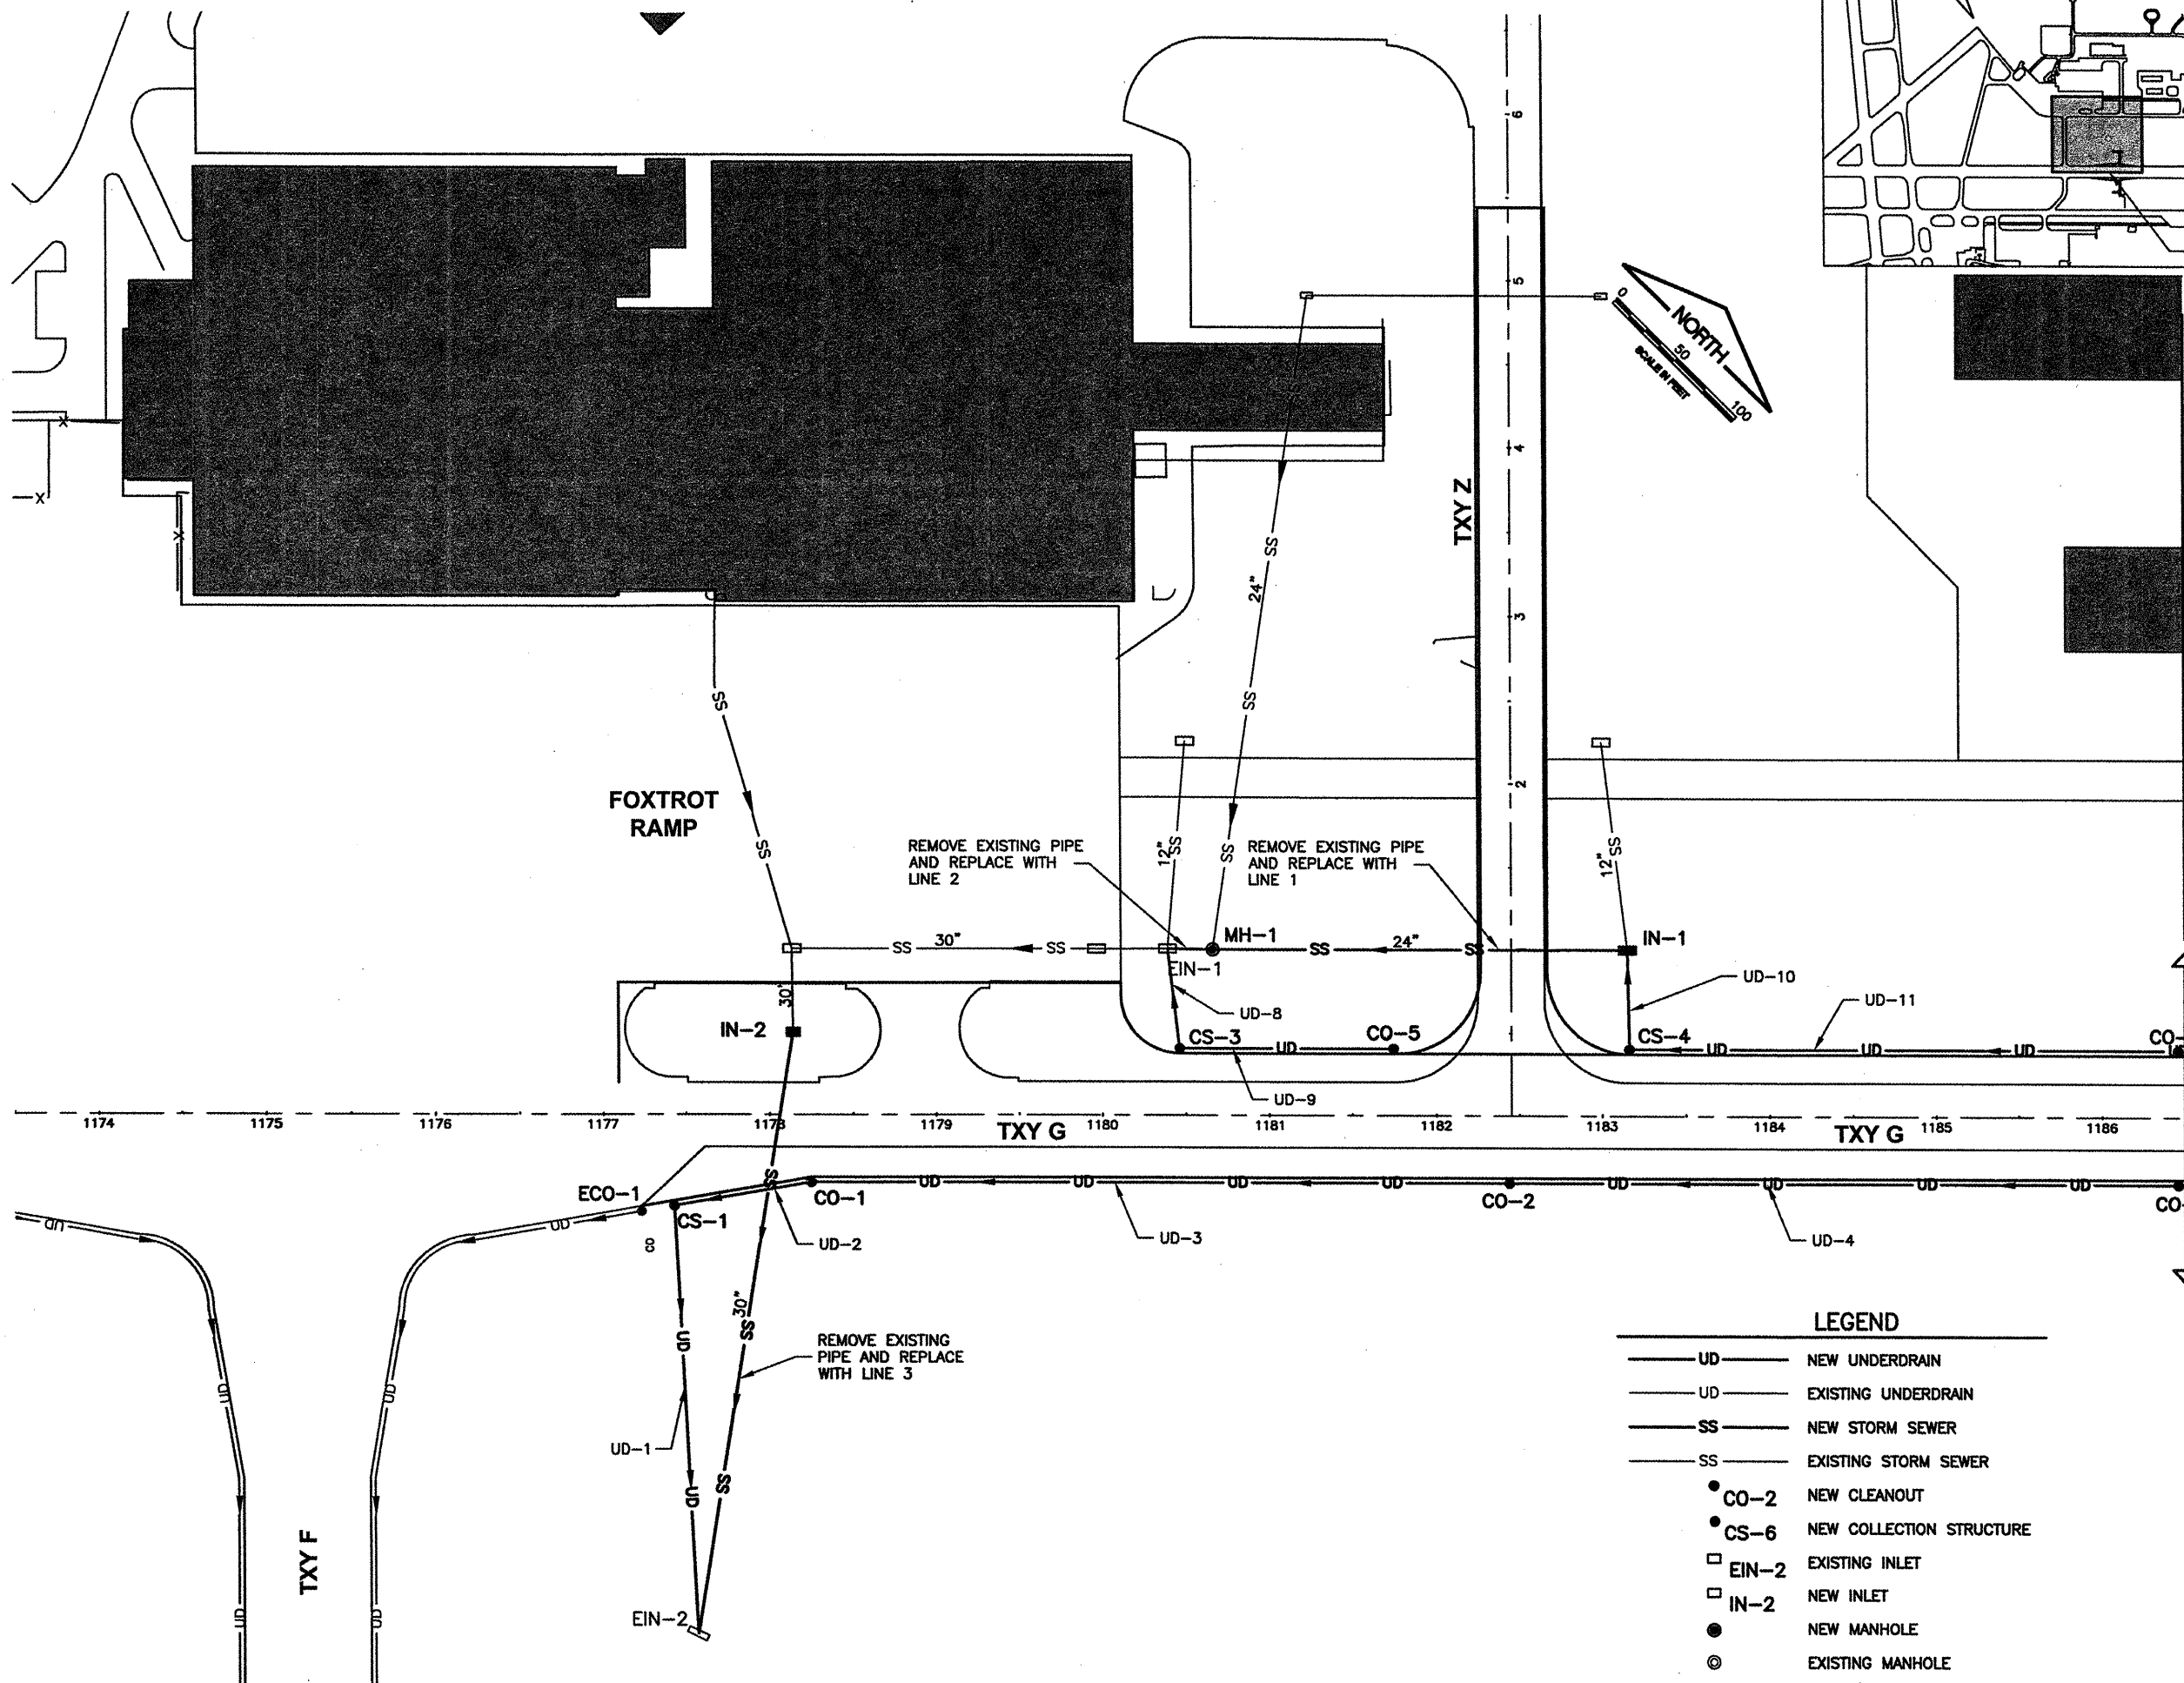 6
5
4
3
2
TXY Z
NORTH
0
50
100
SCALE IN FEET
X
X
X
SS
24"
SS
SS
SS
SS
FOXTROT
RAMP
12"
SS
12"
SS
REMOVE EXISTING PIPE
AND REPLACE WITH
LINE 2
REMOVE EXISTING PIPE
AND REPLACE WITH
LINE 1
SS
30"
SS
EIN-1
MH-1
SS
24"
SS
IN-1
30"
IN-2
UD-8
CS-3
UD
CO-5
UD-9
UD-10
UD-11
CS-4
UD
UD
UD
CO-
1174
1175
1176
1177
1178
1179
1180
1181
1182
1183
1184
1185
1186
TXY G
TXY G
ECO-1
CS-1
CO
CO-1
UD-2
UD
UD
UD
UD
UD-3
CO-2
UD
UD
UD
UD
UD-4
CO-
UD
UD
SS
30"
SS
SS
UD
UD
REMOVE EXISTING
PIPE AND REPLACE
WITH LINE 3
UD-1
EIN-2
UD
UD
UD
UD
TXY F
LEGEND
UD NEW UNDERDRAIN
UD EXISTING UNDERDRAIN
SS NEW STORM SEWER
SS EXISTING STORM SEWER
CO-2 NEW CLEANOUT
CS-6 NEW COLLECTION STRUCTURE
EIN-2 EXISTING INLET
IN-2 NEW INLET
NEW MANHOLE
EXISTING MANHOLE